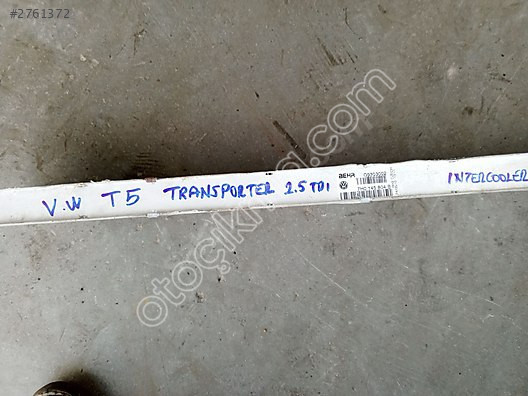 #2761372
V.W T5 TRANSPORTER 2.5 TDI
BEHR
INTERCOOLER
otoçıkma.com